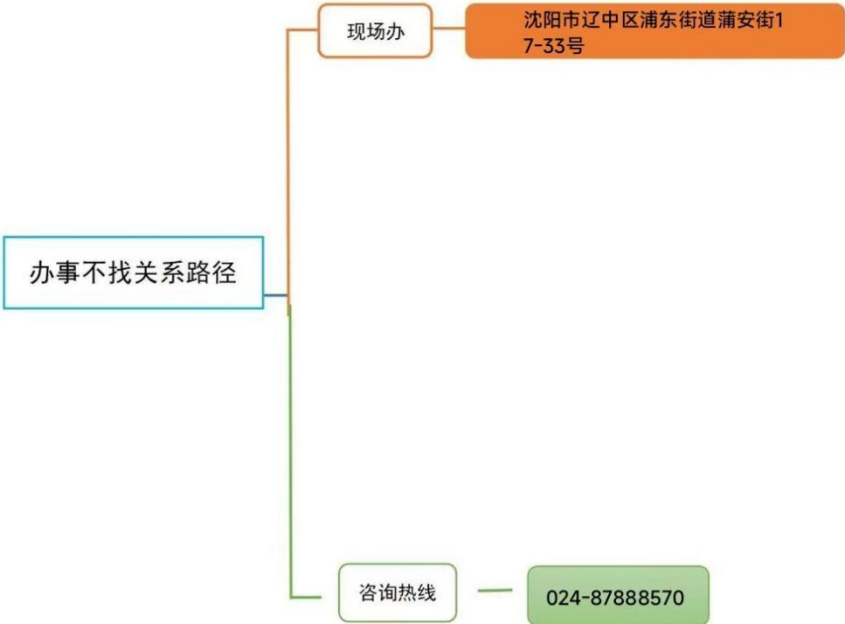 现场办
沈阳市辽中区浦东街道蒲安街1
7-33号
办事不找关系路径
咨询热线
024-87888570